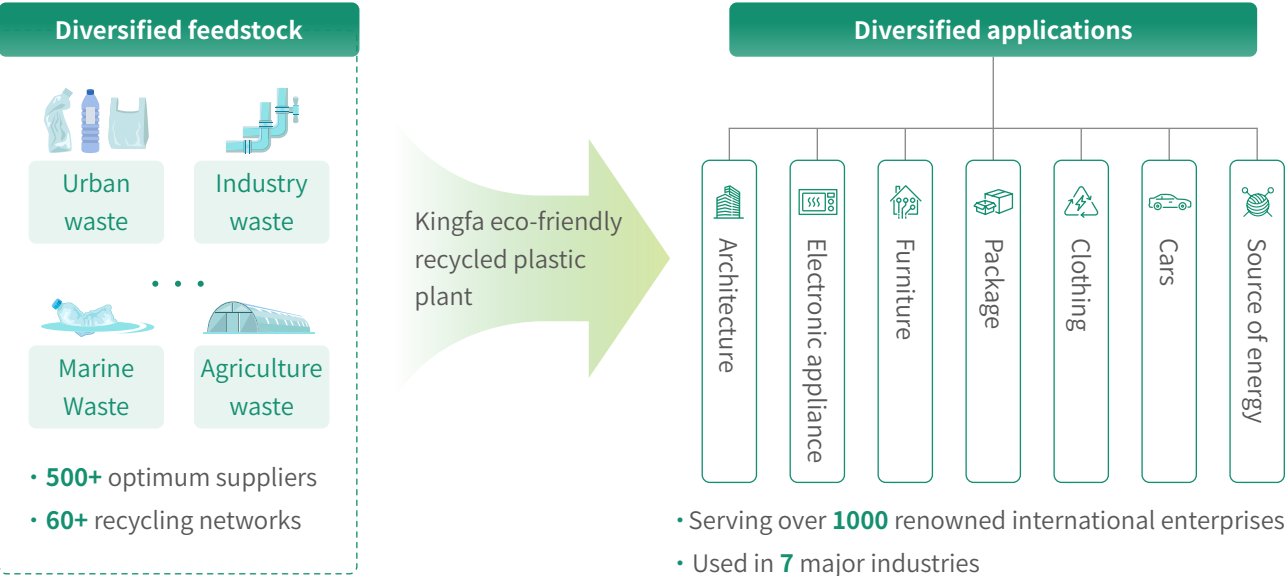 Diversified feedstock
Urban
waste
Industry
waste
• • •
Marine
Waste
Agriculture
waste
• 500+ optimum suppliers
• 60+ recycling networks
Kingfa eco-friendly
recycled plastic
plant
Diversified applications
Architecture
Electronic appliance
Furniture
Package
Clothing
Cars
Source of energy
• Serving over 1000 renowned international enterprises
• Used in 7 major industries